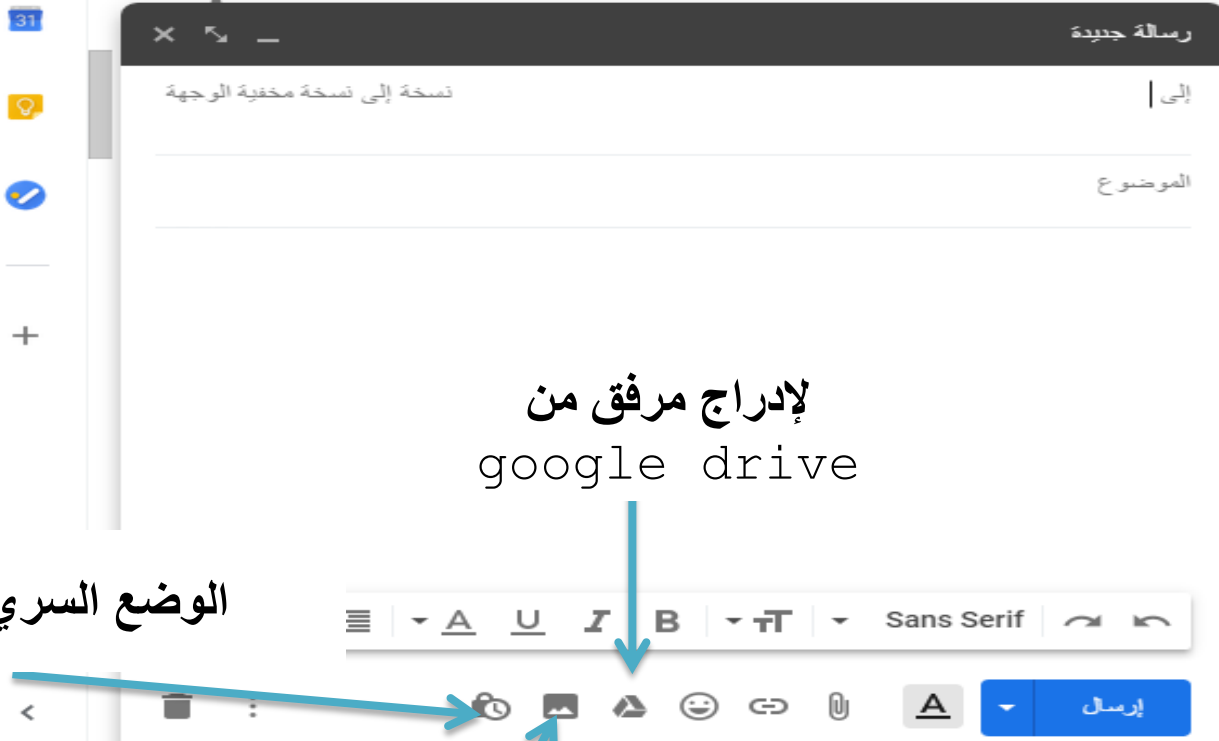 31
رسالة جديدة
إلى
نسخة إلى نسخة مخفية الوجهة
الموضوع
لإدراج مرفق من
google drive
الوضع السري
Sans Serif
B I U A
A
إرسال